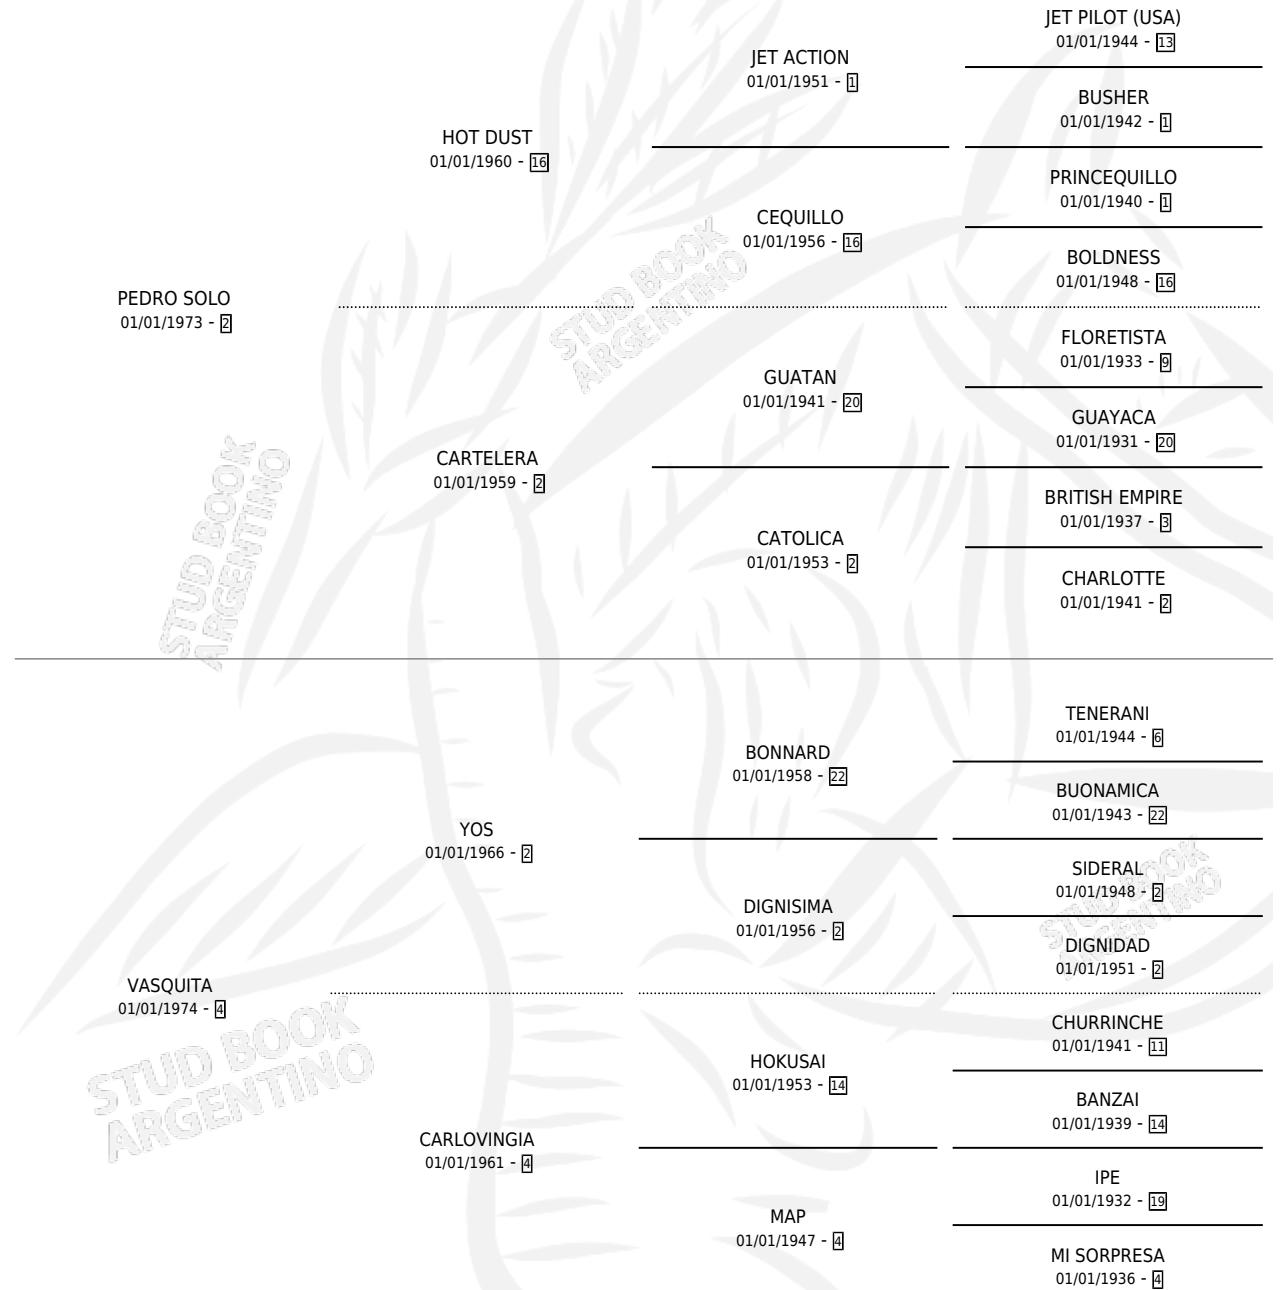 JET PILOT (USA)
01/01/1944 - 13
JET ACTION
01/01/1951 - 1
BUSHER
01/01/1942 - 1
HOT DUST
01/01/1960 - 16
PRINCEQUILLO
01/01/1940 - 1
CEQUILLO
01/01/1956 - 16
BOLDNESS
01/01/1948 - 16
PEDRO SOLO
01/01/1973 - 2
FLORETISTA
01/01/1933 - 9
GUATAN
01/01/1941 - 20
GUAYACA
01/01/1931 - 20
CARTELERA
01/01/1959 - 2
BRITISH EMPIRE
01/01/1937 - 3
CATOLICA
01/01/1953 - 2
CHARLOTTE
01/01/1941 - 2
TENERANI
01/01/1944 - 6
BONNARD
01/01/1958 - 22
BUONAMICA
01/01/1943 - 22
YOS
01/01/1966 - 2
SIDERAL
01/01/1948 - 2
DIGNISIMA
01/01/1956 - 2
DIGNIDAD
01/01/1951 - 2
VASQUITA
01/01/1974 - 4
CHURRINCHE
01/01/1941 - 11
HOKUSAI
01/01/1953 - 14
BANZAI
01/01/1939 - 14
CARLOVINGIA
01/01/1961 - 4
IPE
01/01/1932 - 19
MAP
01/01/1947 - 4
MI SORPRESA
01/01/1936 - 4
STUD BOOK
ARGENTINO
STUD BOOK
ARGENTINO
STUD BOOK
ARGENTINO
STUD BOOK
ARGENTINO